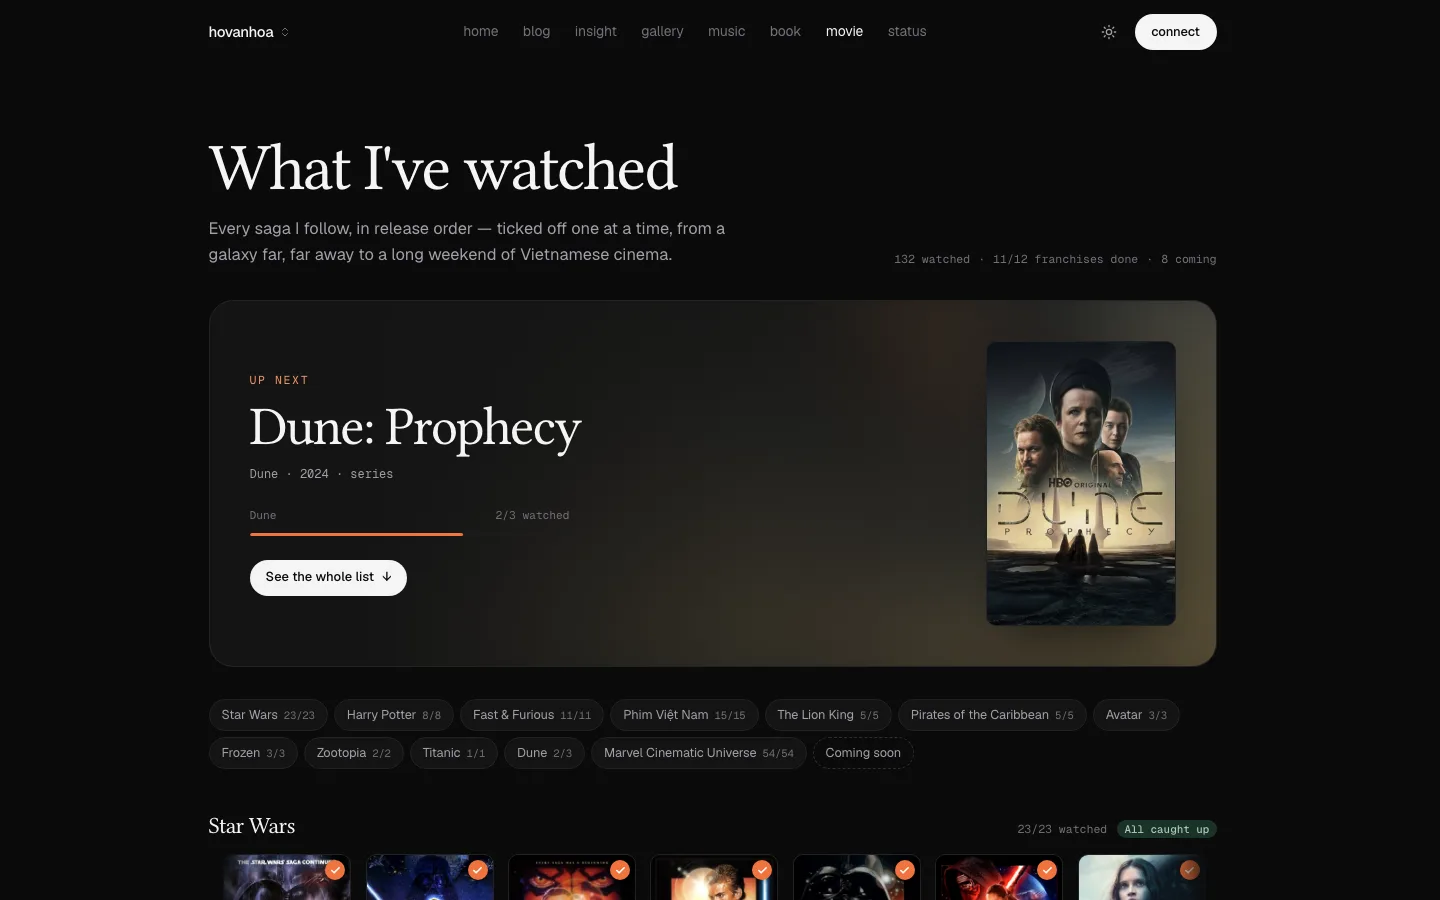 hovanhoa
home blog insight gallery music book movie status
connect
What I've watched
Every saga I follow, in release order — ticked off one at a time, from a
galaxy far, far away to a long weekend of Vietnamese cinema.
132 watched · 11/12 franchises done · 8 coming
UP NEXT
Dune: Prophecy
Dune · 2024 · series
Dune 2/3 watched
See the whole list ↓
HBO ORIGINAL
DUNE
PROPHECY
Star Wars 23/23 Harry Potter 8/8 Fast & Furious 11/11 Phim Việt Nam 15/15 The Lion King 5/5 Pirates of the Caribbean 5/5 Avatar 3/3
Frozen 3/3 Zootopia 2/2 Titanic 1/1 Dune 2/3 Marvel Cinematic Universe 54/54 Coming soon
Star Wars
23/23 watched All caught up
THE STAR WARS SAGA CONTINU